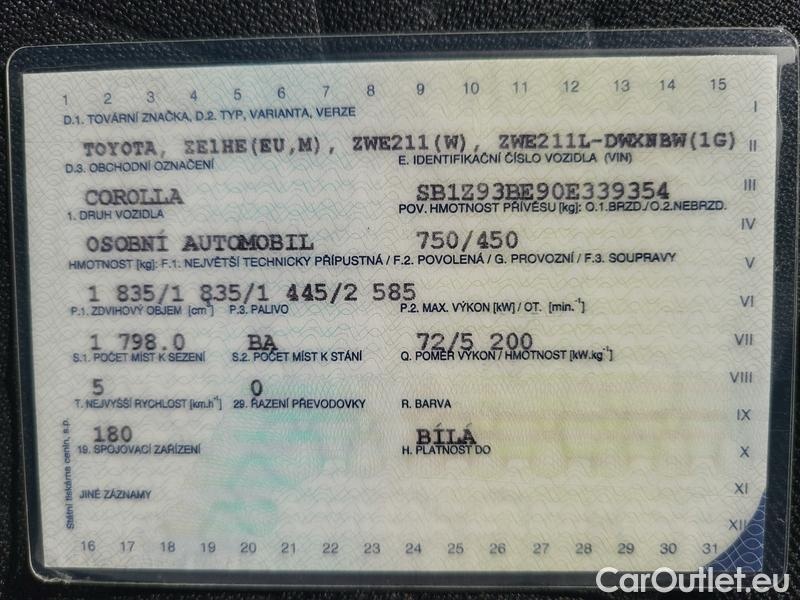 1 2 3 4 5 6 7 8 9 10 11 12 13 14 15
I
D.1. TOVÁRNÍ ZNAČKA, D.2. TYP, VARIANTA, VERZE
TOYOTA, ZE1HE(EU,M), ZWE211(W), ZWE211L-DWXNBW(1G)
II
D.3. OBCHODNÍ OZNAČENÍ E. IDENTIFIKAČNÍ ČÍSLO VOZIDLA (VIN)
COROLLA SB1Z93BE90E339354
III
1. DRUH VOZIDLA POV. HMOTNOST PŘÍVĚSU [kg]: O.1.BRZD./O.2.NEBRZD.
IV
OSOBNÍ AUTOMOBIL 750/450
HMOTNOST [kg]: F.1. NEJVĚTŠÍ TECHNICKY PŘÍPUSTNÁ / F.2. POVOLENÁ / G. PROVOZNÍ / F.3. SOUPRAVY
V
1 835/1 835/1 445/2 585
VI
P.1. ZDVIHOVÝ OBJEM [cm³] P.3. PALIVO P.2. MAX. VÝKON [kW] / OT. [min.⁻¹]
1 798.0 BA 72/5 200
VII
S.1. POČET MÍST K SEZENÍ S.2. POČET MÍST K STÁNÍ Q. POMĚR VÝKON / HMOTNOST [kW.kg⁻¹]
VIII
5 0
T. NEJVYŠŠÍ RYCHLOST [km.h⁻¹] 29. ŘAZENÍ PŘEVODOVKY R. BARVA
IX
180 BÍLÁ
19. SPOJOVACÍ ZAŘÍZENÍ H. PLATNOST DO
X
XI
JINÉ ZÁZNAMY
XII
Státní tiskárna cenin, s.p.
16 17 18 19 20 21 22 23 24 25 26 27 28 29 30 31
CarOutlet.eu